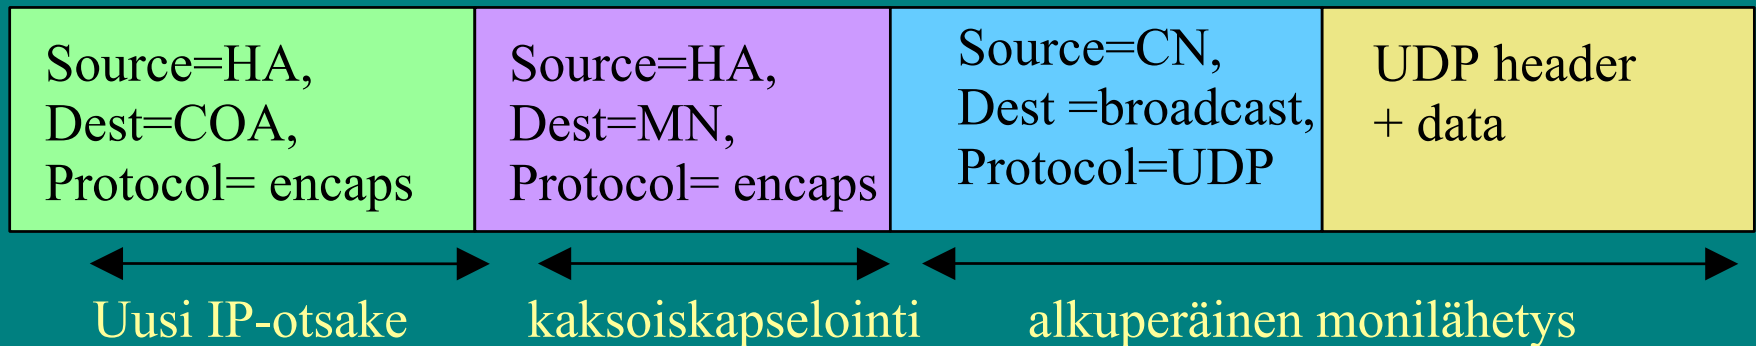 Source=HA,
Dest=COA,
Protocol= encaps
Source=HA,
Dest=MN,
Protocol= encaps
Source=CN,
Dest =broadcast,
Protocol=UDP
UDP header
+ data
Uusi IP-otsake
kaksoiskapselointi
alkuperäinen monilähetys